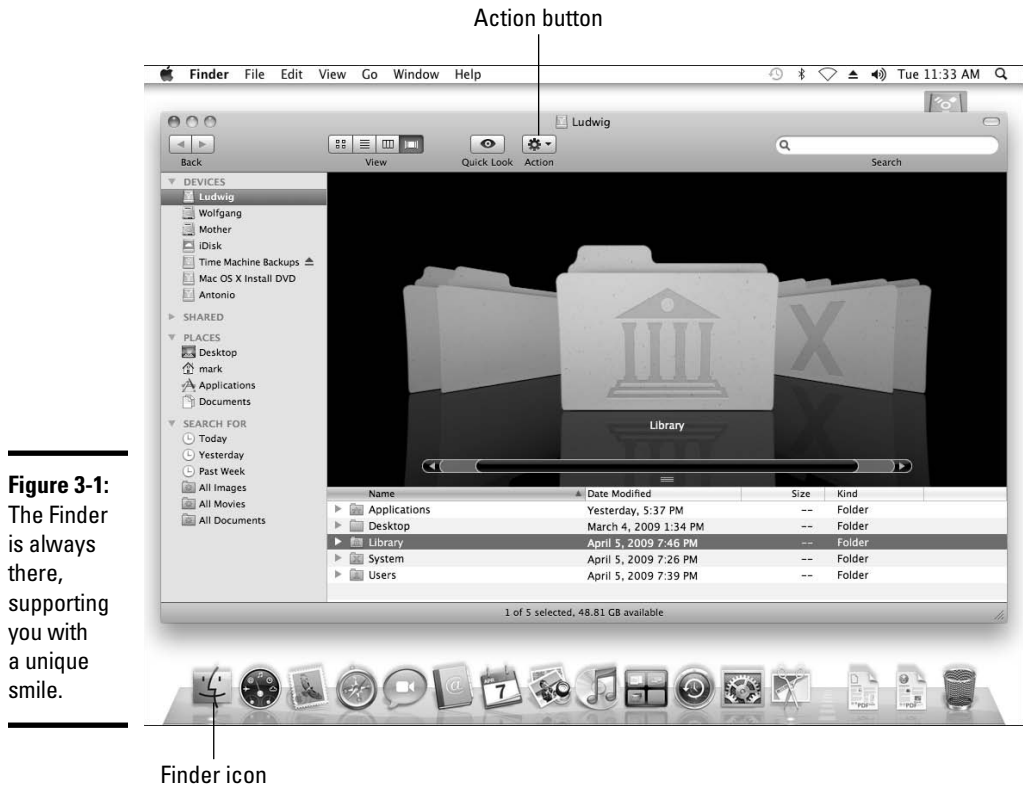 Action button
Finder File Edit View Go Window Help Tue 11:33 AM
Ludwig
Back View Quick Look Action Search
DEVICES
Ludwig
Wolfgang
Mother
iDisk
Time Machine Backups
Mac OS X Install DVD
Antonio
SHARED
PLACES
Desktop
mark
Applications
Documents
SEARCH FOR
Today
Yesterday
Past Week
All Images
All Movies
All Documents
X
Library
Name Date Modified Size Kind
Applications Yesterday, 5:37 PM -- Folder
Desktop March 4, 2009 1:34 PM -- Folder
Library April 5, 2009 7:46 PM -- Folder
System April 5, 2009 7:26 PM -- Folder
Users April 5, 2009 7:39 PM -- Folder
1 of 5 selected, 48.81 GB available
Figure 3-1:
The Finder
is always
there,
supporting
you with
a unique
smile.
@
7
PDF
PDF
Finder icon